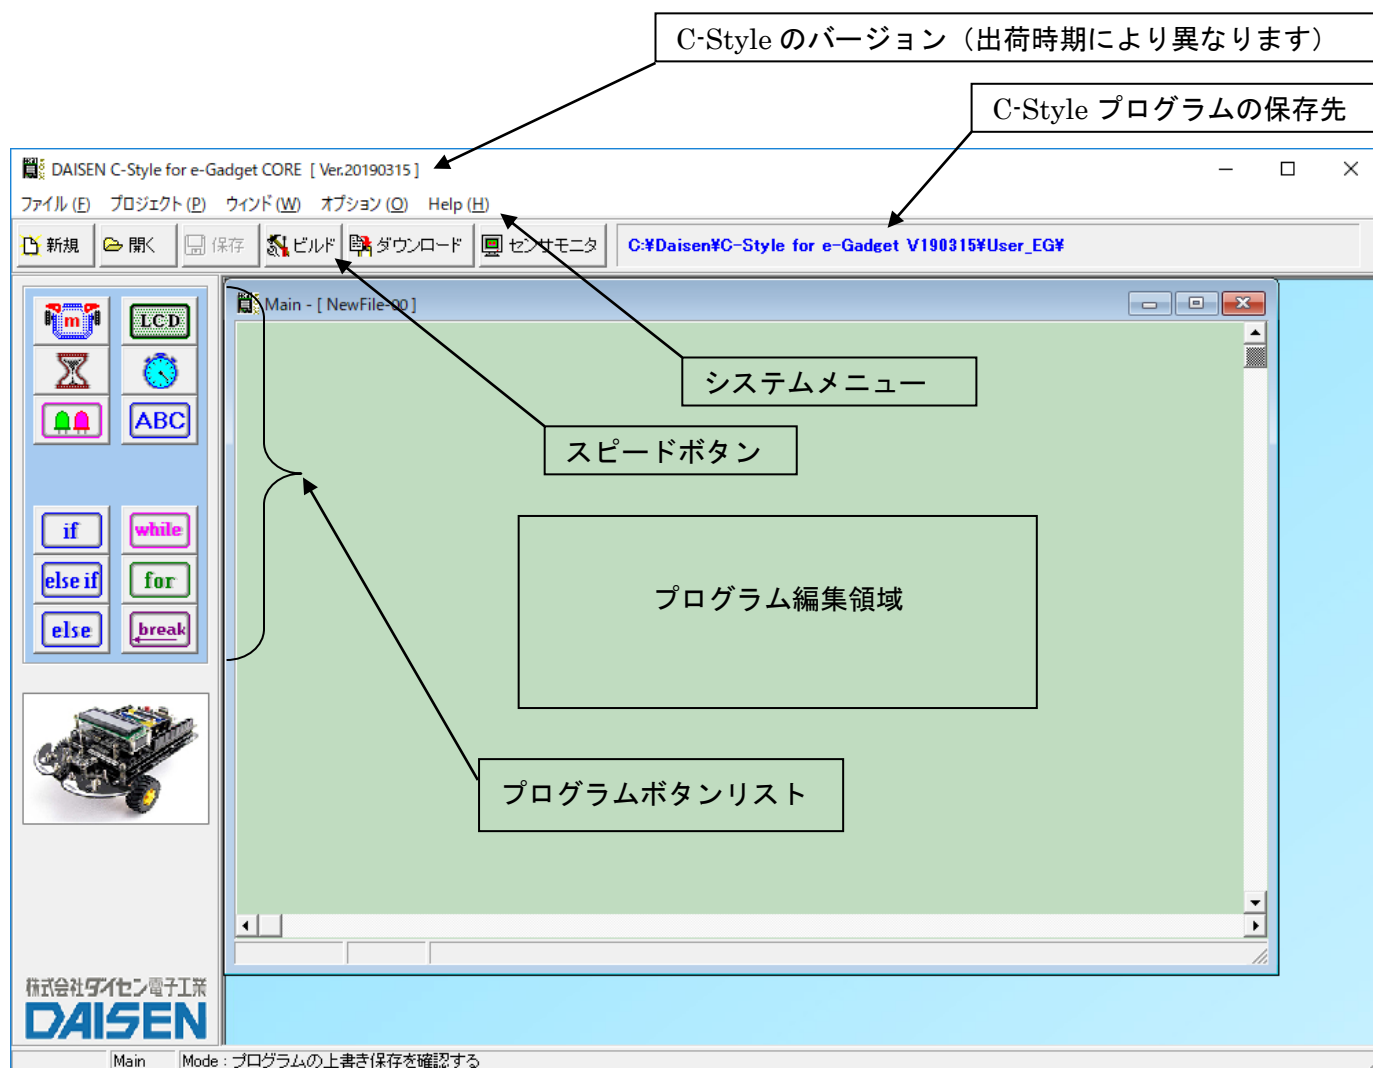 C-Style のバージョン（出荷時期により異なります）
C-Style プログラムの保存先
DAISEN C-Style for e-Gadget CORE [ Ver.20190315 ]
ファイル (F) プロジェクト (P) ウィンド (W) オプション (O) Help (H)
新規 開く 保存 ビルド ダウンロード センサモニタ C:¥Daisen¥C-Style for e-Gadget V190315¥User_EG¥
Main - [ NewFile-00 ]
m LCD
ABC
システムメニュー
スピードボタン
if while
else if for
else break
プログラム編集領域
プログラムボタンリスト
株式会社ダイセン電子工業
DAISEN
Main Mode : プログラムの上書き保存を確認する